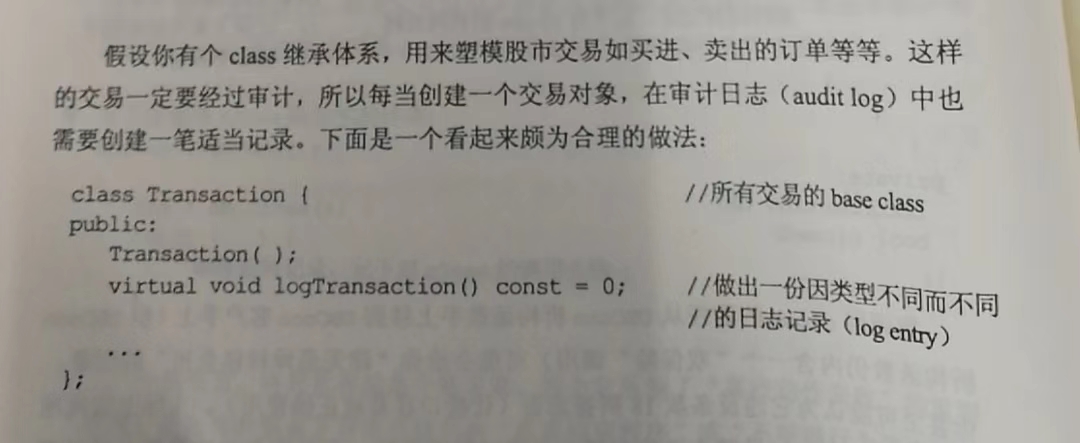 假设你有个 class 继承体系，用来塑模股市交易如买进、卖出的订单等等。这样
的交易一定要经过审计，所以每当创建一个交易对象，在审计日志（audit log）中也
需要创建一笔适当记录。下面是一个看起来颇为合理的做法：
class Transaction { //所有交易的 base class
public:
Transaction( );
virtual void logTransaction() const = 0; //做出一份因类型不同而不同
//的日志记录（log entry）
...
};